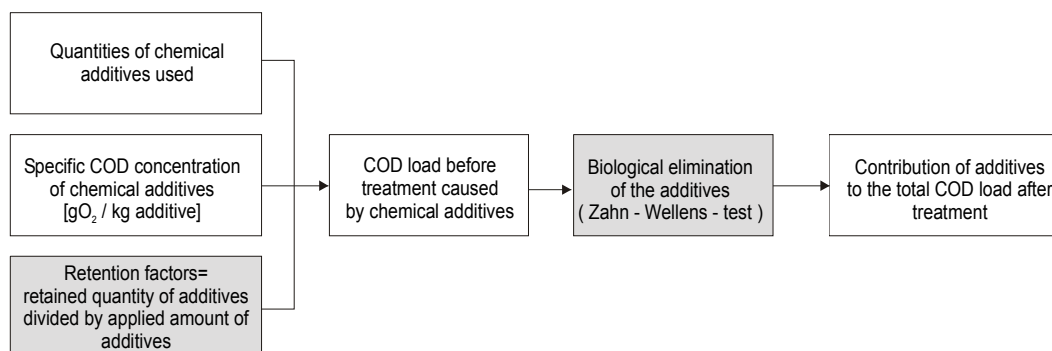 Quantities of chemical
additives used
Specific COD concentration
of chemical additives
[gO₂ / kg additive]
Retention factors=
retained quantity of additives
divided by applied amount of
additives
COD load before
treatment caused
by chemical additives
Biological elimination
of the additives
( Zahn - Wellens - test )
Contribution of additives
to the total COD load after
treatment